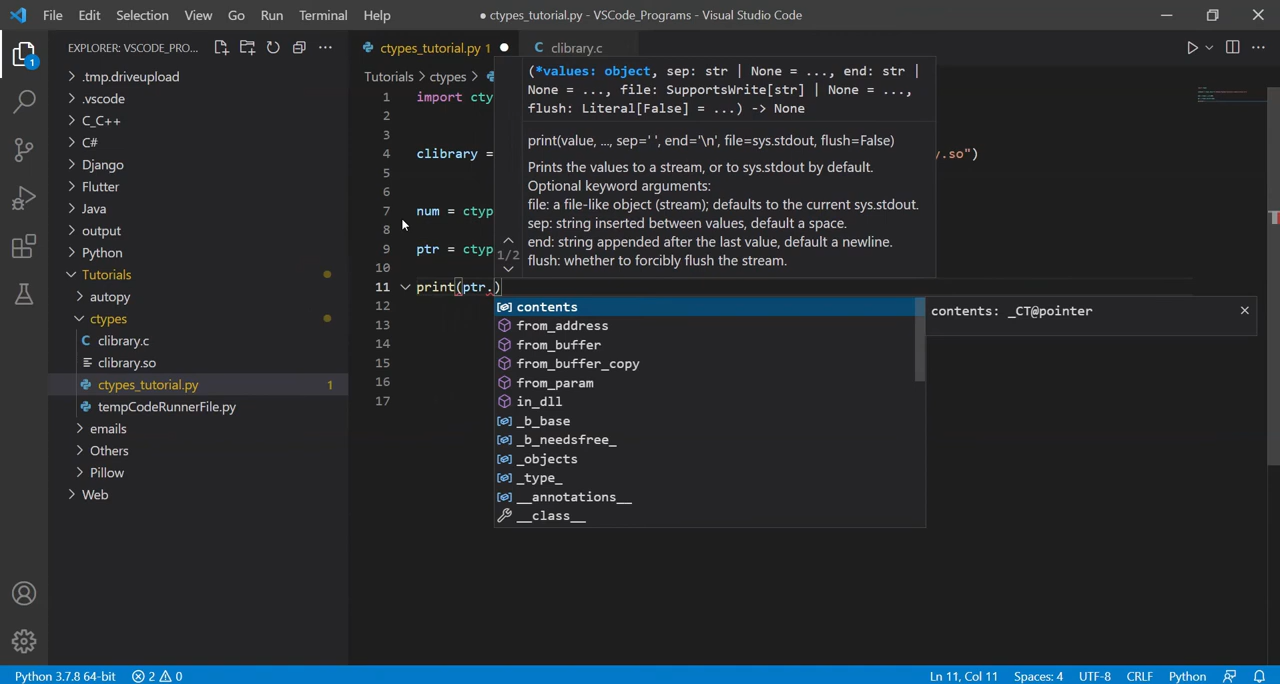 File Edit Selection View Go Run Terminal Help ● ctypes_tutorial.py - VSCode_Programs - Visual Studio Code
EXPLORER: VSCODE_PRO...
.tmp.driveupload
.vscode
C_C++
C#
Django
Flutter
Java
output
Python
Tutorials
autopy
ctypes
C clibrary.c
clibrary.so
ctypes_tutorial.py 1
tempCodeRunnerFile.py
emails
Others
Pillow
Web
1
ctypes_tutorial.py 1 ●
C clibrary.c
Tutorials > ctypes >
1 import cty
2
3
4 clibrary = y.so")
5
6
7 num = ctyp
8
9 ptr = ctyp
10
11 print(ptr.)
12
13
14
15
16
17
(*values: object, sep: str | None = ..., end: str |
None = ..., file: SupportsWrite[str] | None = ...,
flush: Literal[False] = ...) -> None
print(value, ..., sep=' ', end='\n', file=sys.stdout, flush=False)
Prints the values to a stream, or to sys.stdout by default.
Optional keyword arguments:
file: a file-like object (stream); defaults to the current sys.stdout.
sep: string inserted between values, default a space.
end: string appended after the last value, default a newline.
flush: whether to forcibly flush the stream.
1/2
contents
from_address
from_buffer
from_buffer_copy
from_param
in_dll
_b_base
_b_needsfree_
_objects
_type_
__annotations__
__class__
contents: _CT@pointer
Python 3.7.8 64-bit 2 0 Ln 11, Col 11 Spaces: 4 UTF-8 CRLF Python